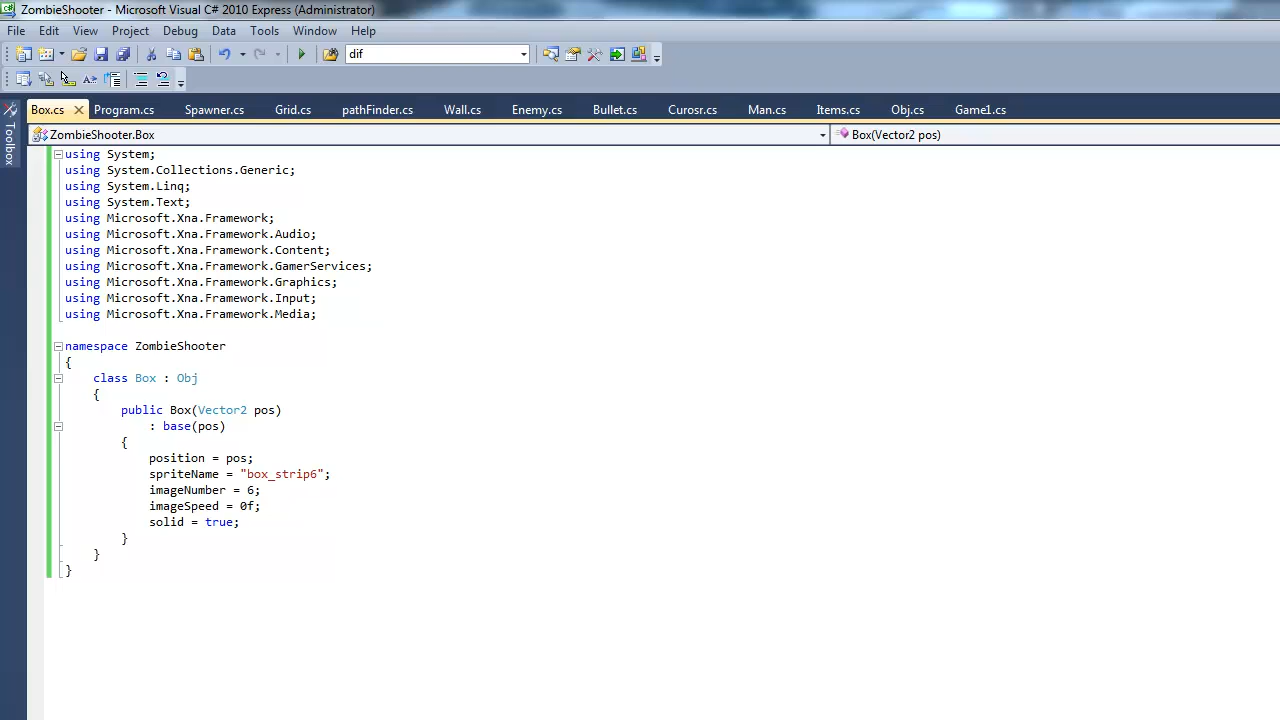 ZombieShooter - Microsoft Visual C# 2010 Express (Administrator)
File Edit View Project Debug Data Tools Window Help
dif
Box.cs Program.cs Spawner.cs Grid.cs pathFinder.cs Wall.cs Enemy.cs Bullet.cs Curosr.cs Man.cs Items.cs Obj.cs Game1.cs
ZombieShooter.Box Box(Vector2 pos)
Toolbox
using System;
using System.Collections.Generic;
using System.Linq;
using System.Text;
using Microsoft.Xna.Framework;
using Microsoft.Xna.Framework.Audio;
using Microsoft.Xna.Framework.Content;
using Microsoft.Xna.Framework.GamerServices;
using Microsoft.Xna.Framework.Graphics;
using Microsoft.Xna.Framework.Input;
using Microsoft.Xna.Framework.Media;
namespace ZombieShooter
{
class Box : Obj
{
public Box(Vector2 pos)
: base(pos)
{
position = pos;
spriteName = "box_strip6";
imageNumber = 6;
imageSpeed = 0f;
solid = true;
}
}
}